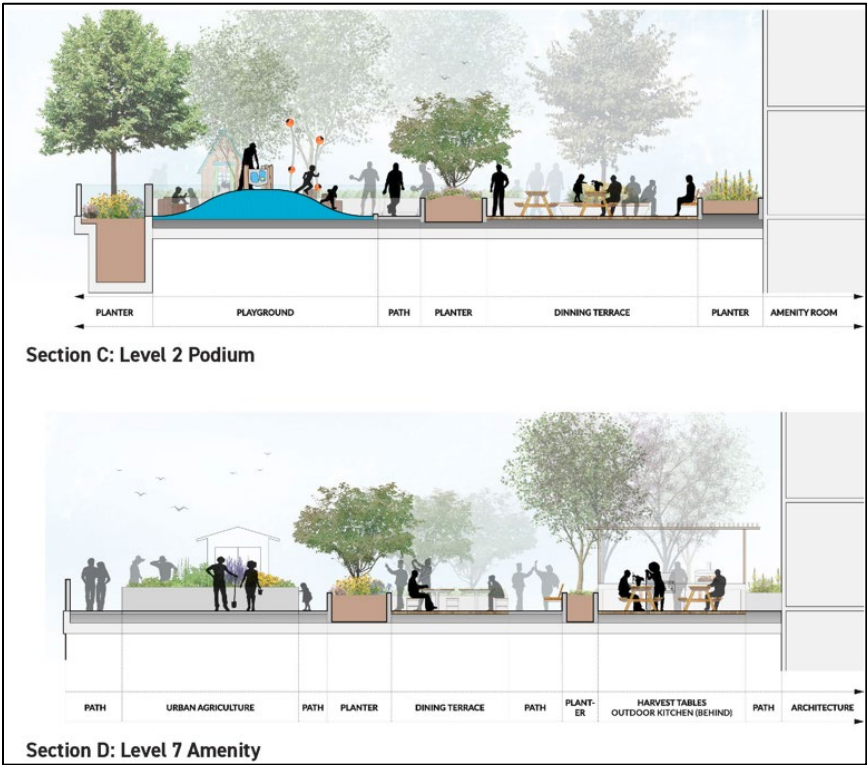 PLANTER PLAYGROUND PATH PLANTER DINNING TERRACE PLANTER AMENITY ROOM
Section C: Level 2 Podium
PATH URBAN AGRICULTURE PATH PLANTER DINING TERRACE PATH PLANT-
ER HARVEST TABLES
OUTDOOR KITCHEN (BEHIND) PATH ARCHITECTURE
Section D: Level 7 Amenity